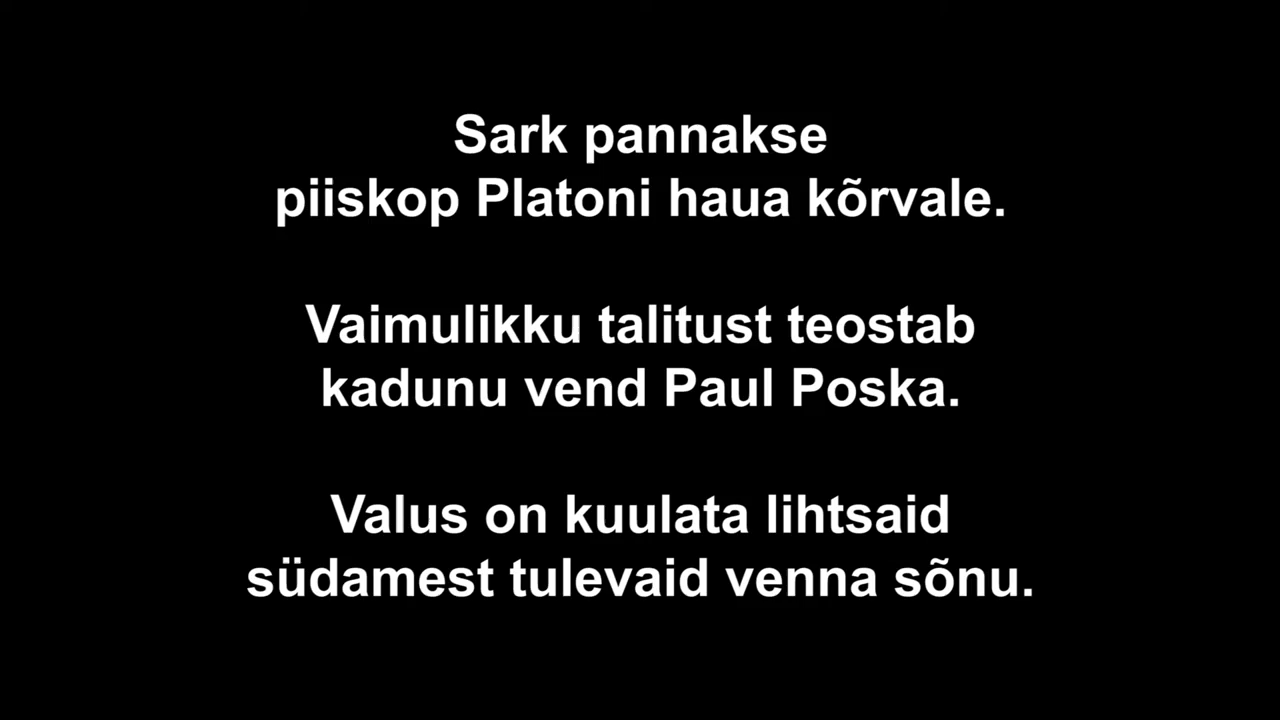 Sark pannakse
piiskop Platoni haua kõrvale.
Vaimulikku talitust teostab
kadunu vend Paul Poska.
Valus on kuulata lihtsaid
südamest tulevaid venna sõnu.